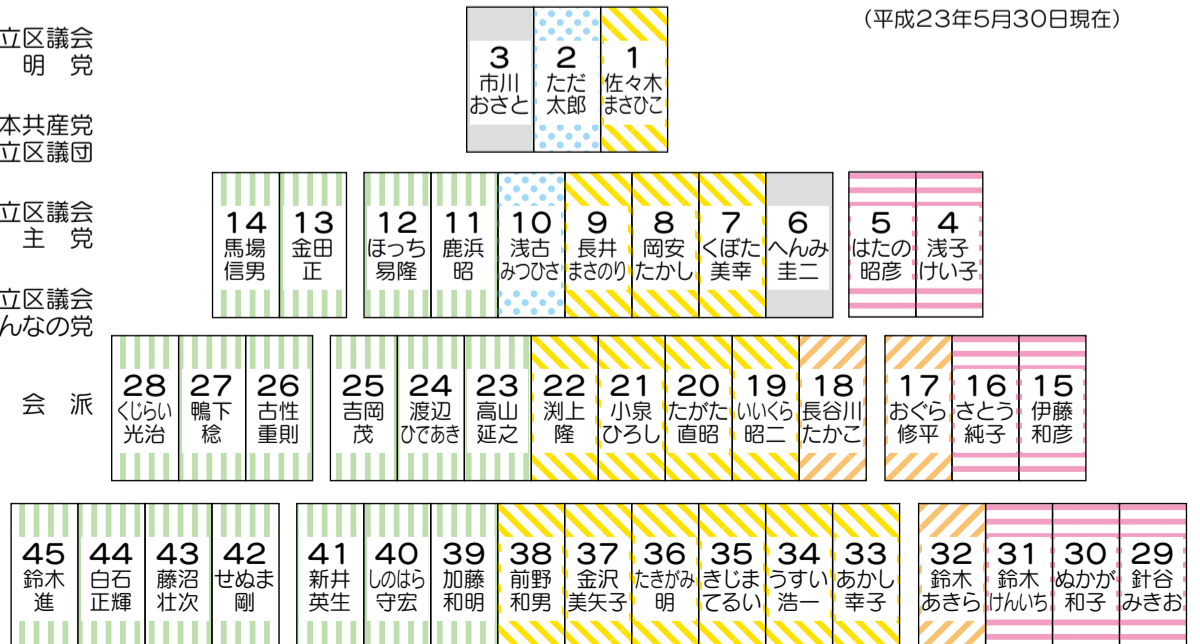 （平成23年5月30日現在）
立区議会
明　党
本共産党
立区議団
立区議会
主　党
立区議会
んなの党
会　派
3 2 1
市川 ただ 佐々木
おさと 太郎 まさひこ
14 13 12 11 10 9 8 7 6 5 4
馬場 金田 ほっち 鹿浜 浅古 長井 岡安 くぼた へんみ はたの 浅子
信男 正 易隆 昭 みつひさ まさのり たかし 美幸 圭二 昭彦 けい子
28 27 26 25 24 23 22 21 20 19 18 17 16 15
くじらい 鴨下 古性 吉岡 渡辺 高山 渕上 小泉 たがた いいくら 長谷川 おぐら さとう 伊藤
光治 稔 重則 茂 ひであき 延之 隆 ひろし 直昭 昭二 たかこ 修平 純子 和彦
45 44 43 42 41 40 39 38 37 36 35 34 33 32 31 30 29
鈴木 白石 藤沼 せぬま 新井 しのはら 加藤 前野 金沢 たきがみ きじま うすい あかし 鈴木 鈴木 ぬかが 針谷
進 正輝 壮次 剛 英生 守宏 和明 和男 美矢子 明 てるい 浩一 幸子 あきら けんいち 和子 みきお